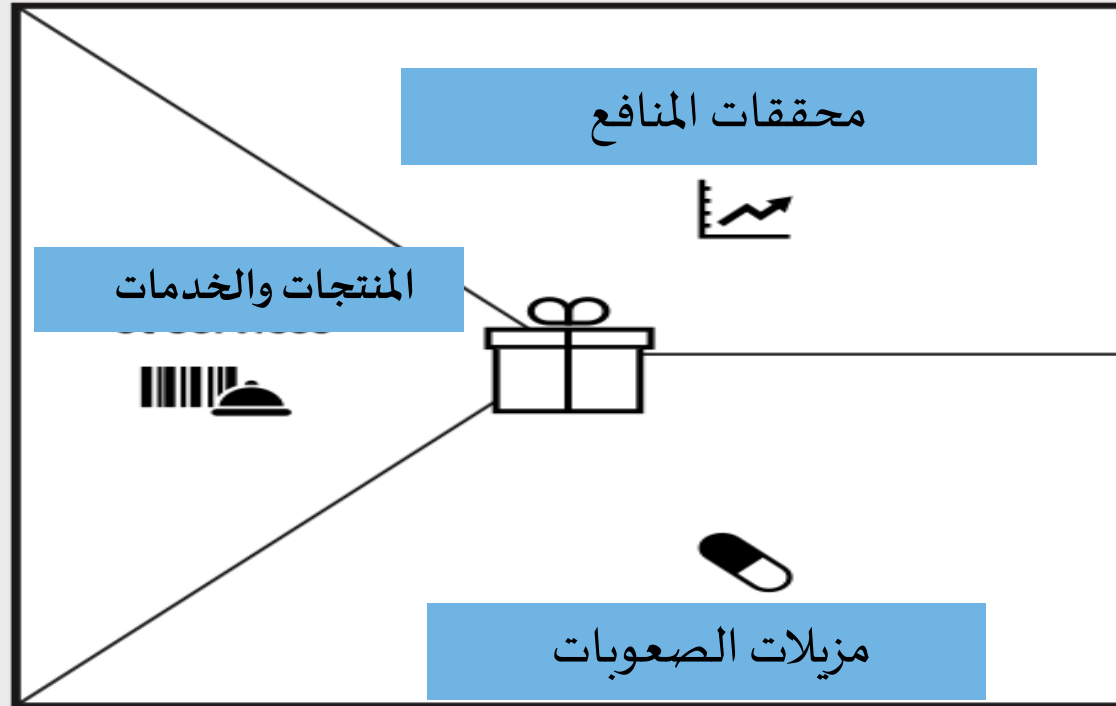 محققات المنافع
المنتجات والخدمات
مزيلات الصعوبات